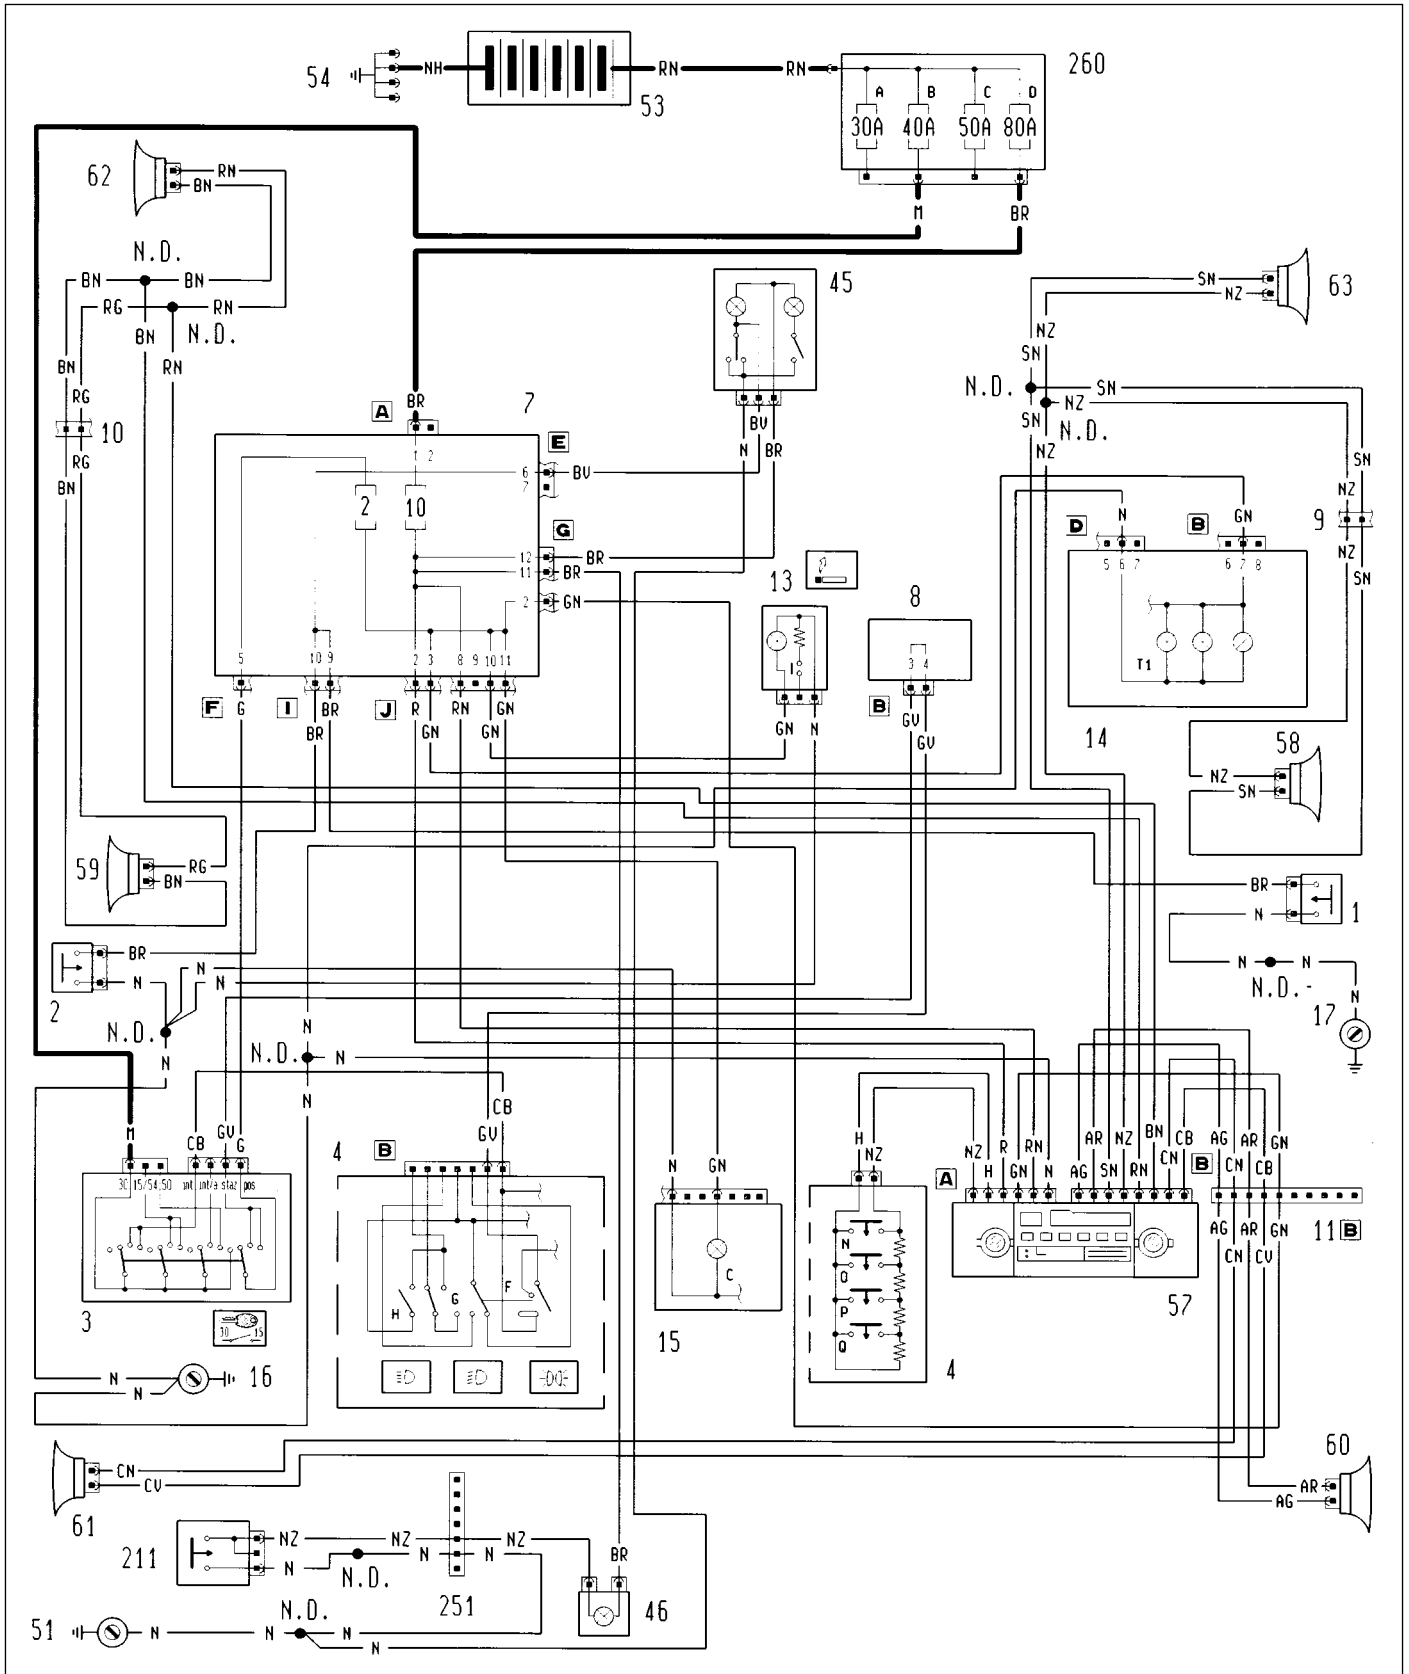 54 NH 53 RN RN 260
A B C D
30A 40A 50A 80A
M BR
62 RN BN
N.D.
BN BN
RG RN
N.D.
BN RN
BN RG
10
RG BN
45
N BV BR
63
SN NZ
NZ SN
N.D. SN
NZ
SN N.D.
NZ
SN NZ
9
NZ SN
A BR 7
1 2
E
6 BV
7
2 10
G
12 BR
11 BR
2 GN
5 10 9 2 3 8 9 10 11
F G I BR BR J R GN RN GN GN
13
GN N
8
3 4
B GV GV
D N B GN
5 6 7 6 7 8
T1
14
58
NZ
SN
59 RG
BN
BR
N
1
N N
N.D.-
17 N
BR
N
2
N
N
N.D.
N
N
N.D. N
N
M CB GV G
30 15/54 50 int int/a staz pos
3
30 15
4 B GV CB
H G F
N GN
C
15
H NZ
N
O
P
Q
4
A NZ H R GN RN N
AG AR SN NZ RN BN CN CB B
57
AG CN AR CB GN
11 B
AG CN AR CV GN
N
N
16
61 CN
CV
60
AR
AG
211 NZ NZ NZ
N N N
N.D.
251
BR
46
51 N N N
N.D.
N